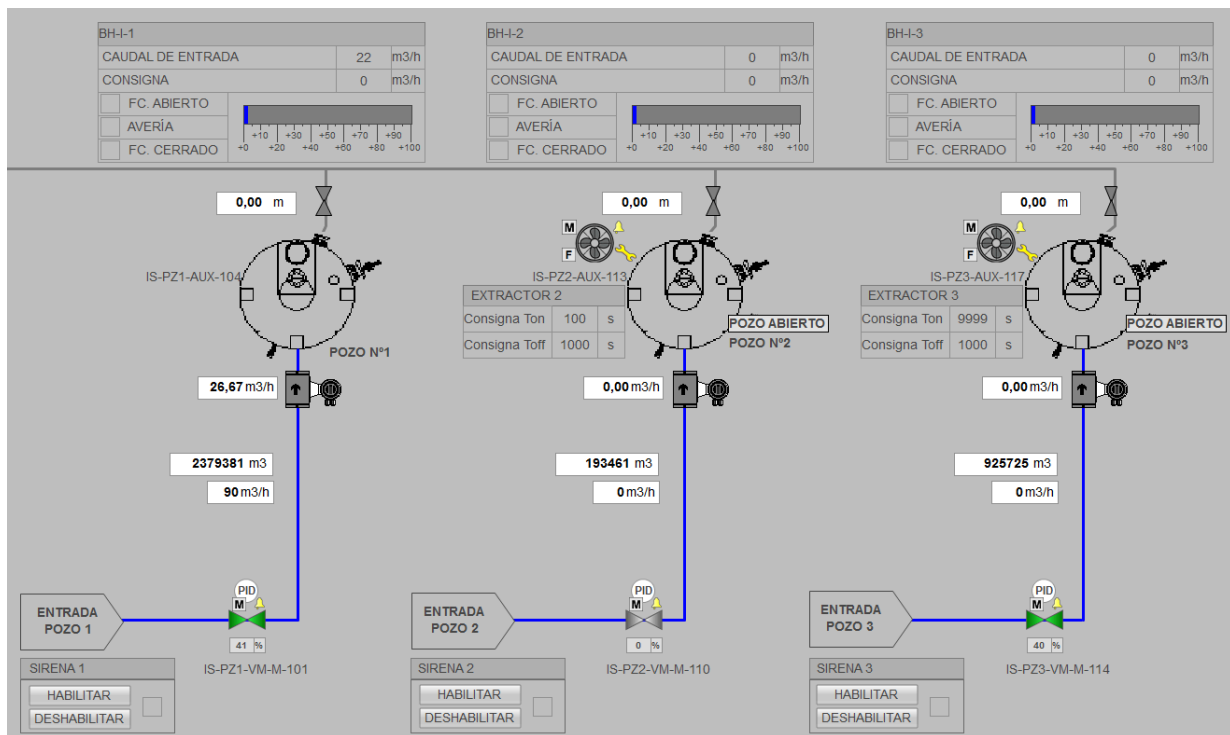 BH-I-1
CAUDAL DE ENTRADA 22 m3/h
CONSIGNA 0 m3/h
FC. ABIERTO
AVERÍA
FC. CERRADO
+10 +30 +50 +70 +90
+0 +20 +40 +60 +80 +100
BH-I-2
CAUDAL DE ENTRADA 0 m3/h
CONSIGNA 0 m3/h
FC. ABIERTO
AVERÍA
FC. CERRADO
+10 +30 +50 +70 +90
+0 +20 +40 +60 +80 +100
BH-I-3
CAUDAL DE ENTRADA 0 m3/h
CONSIGNA 0 m3/h
FC. ABIERTO
AVERÍA
FC. CERRADO
+10 +30 +50 +70 +90
+0 +20 +40 +60 +80 +100
0,00 m
IS-PZ1-AUX-104
POZO Nº1
26,67 m3/h
2379381 m3
90 m3/h
ENTRADA
POZO 1
PID
M
41 %
IS-PZ1-VM-M-101
SIRENA 1
HABILITAR
DESHABILITAR
0,00 m
M
F
IS-PZ2-AUX-113
EXTRACTOR 2
Consigna Ton 100 s
Consigna Toff 1000 s
POZO ABIERTO
POZO Nº2
0,00 m3/h
193461 m3
0 m3/h
ENTRADA
POZO 2
PID
M
0 %
IS-PZ2-VM-M-110
SIRENA 2
HABILITAR
DESHABILITAR
0,00 m
M
F
IS-PZ3-AUX-117
EXTRACTOR 3
Consigna Ton 9999 s
Consigna Toff 1000 s
POZO ABIERTO
POZO Nº3
0,00 m3/h
925725 m3
0 m3/h
ENTRADA
POZO 3
PID
M
40 %
IS-PZ3-VM-M-114
SIRENA 3
HABILITAR
DESHABILITAR